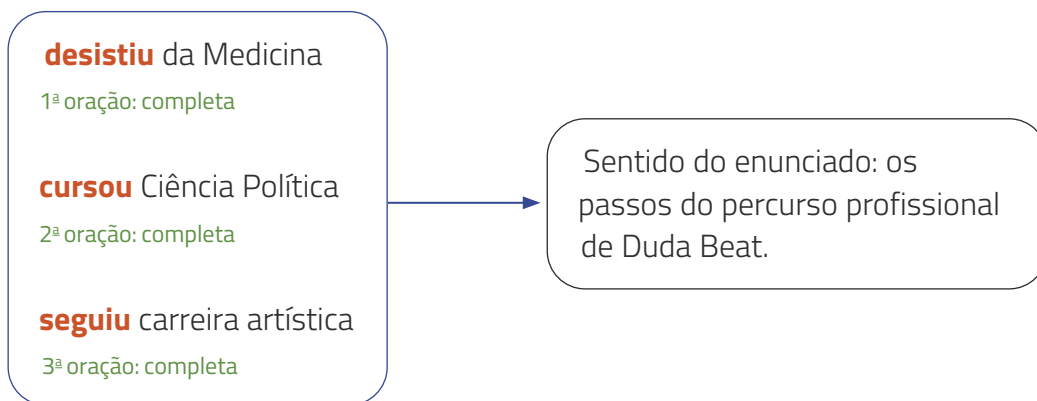 desistiu da Medicina
1ª oração: completa
cursou Ciência Política
2ª oração: completa
seguiu carreira artística
3ª oração: completa
Sentido do enunciado: os
passos do percurso profissional
de Duda Beat.